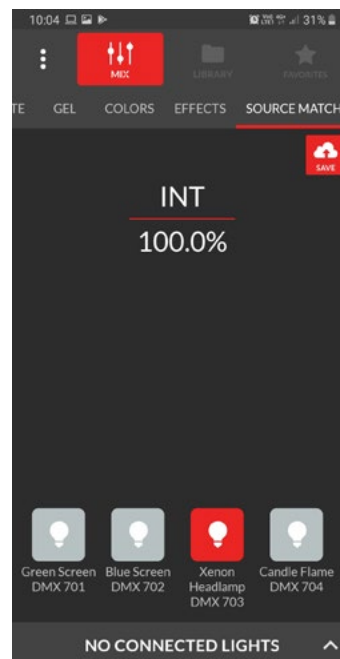 10:04 31%
MIX LIBRARY FAVORITES
TE GEL COLORS EFFECTS SOURCE MATCH
SAVE
INT
100.0%
Green Screen Blue Screen Xenon Candle Flame
DMX 701 DMX 702 Headlamp DMX 704
DMX 703
NO CONNECTED LIGHTS